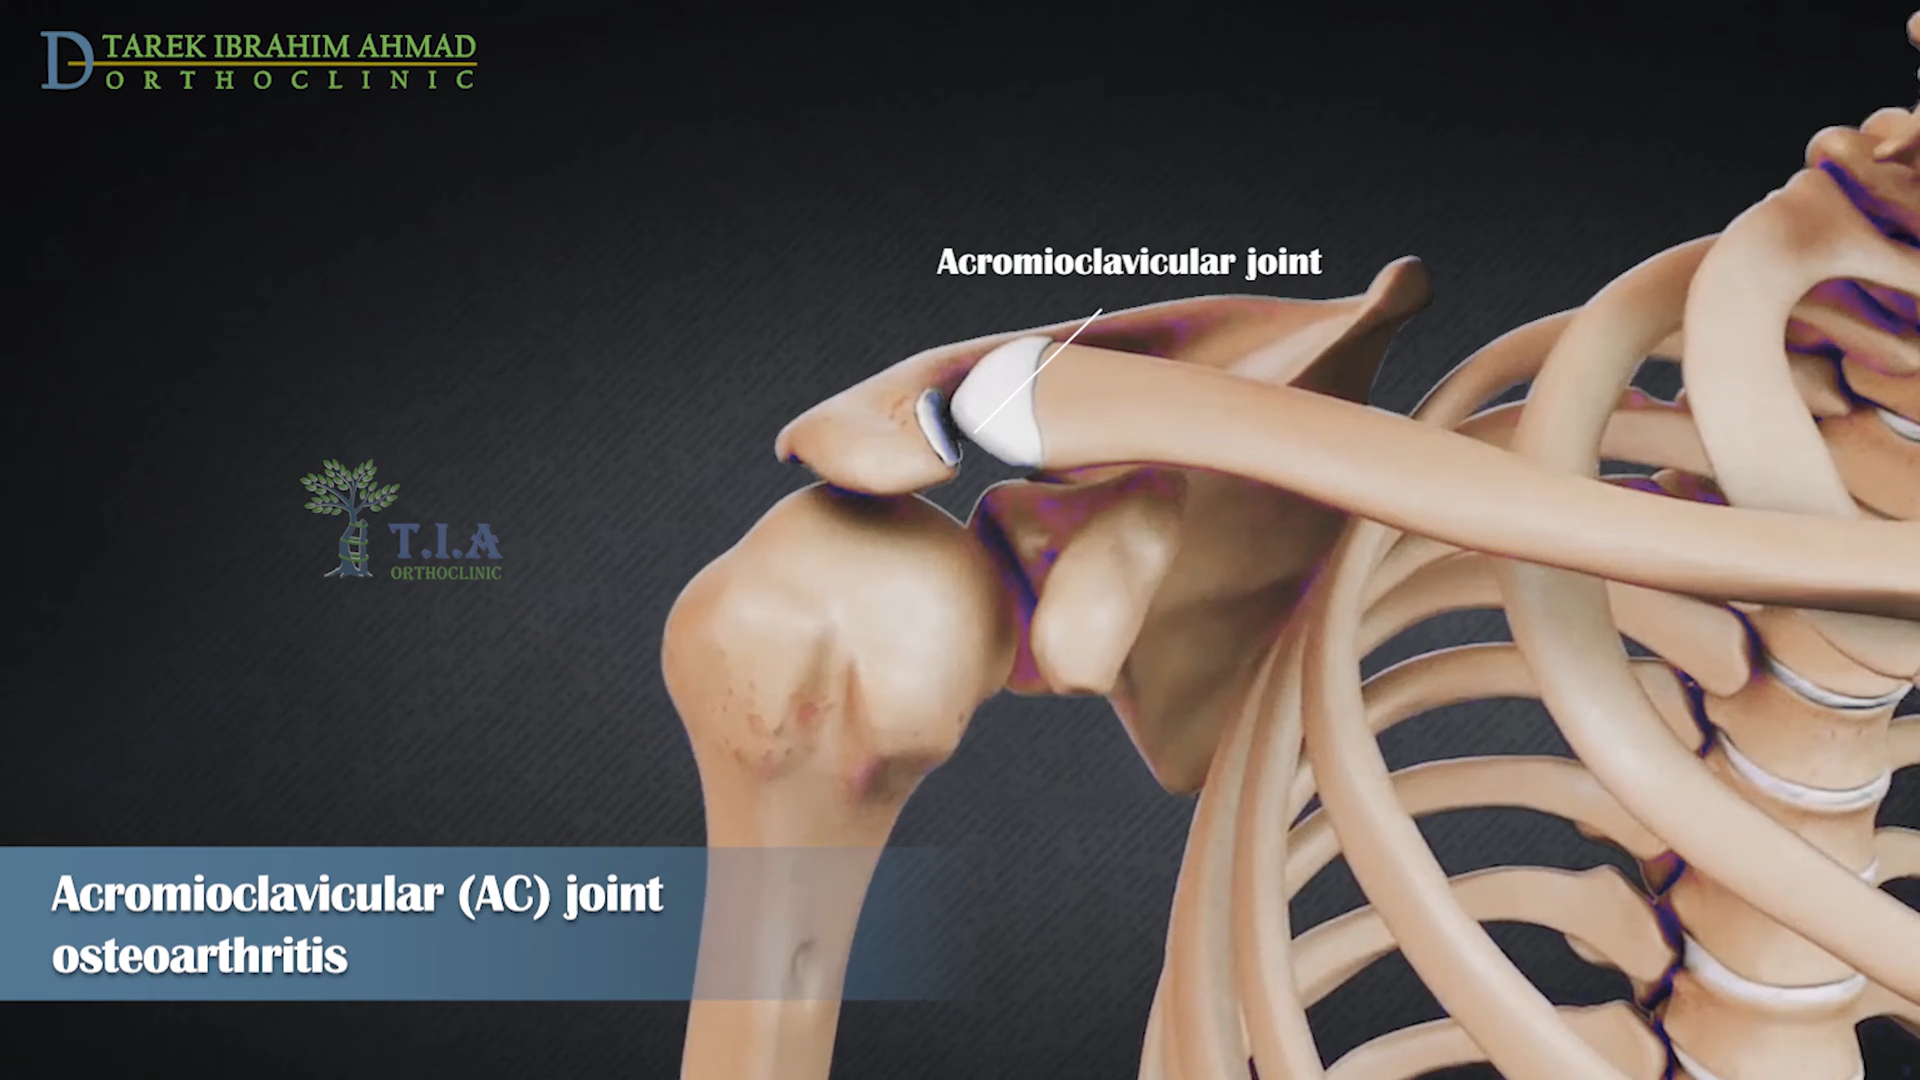 D TAREK IBRAHIM AHMAD
ORTHOCLINIC
Acromioclavicular joint
T.I.A
ORTHOCLINIC
Acromioclavicular (AC) joint
osteoarthritis